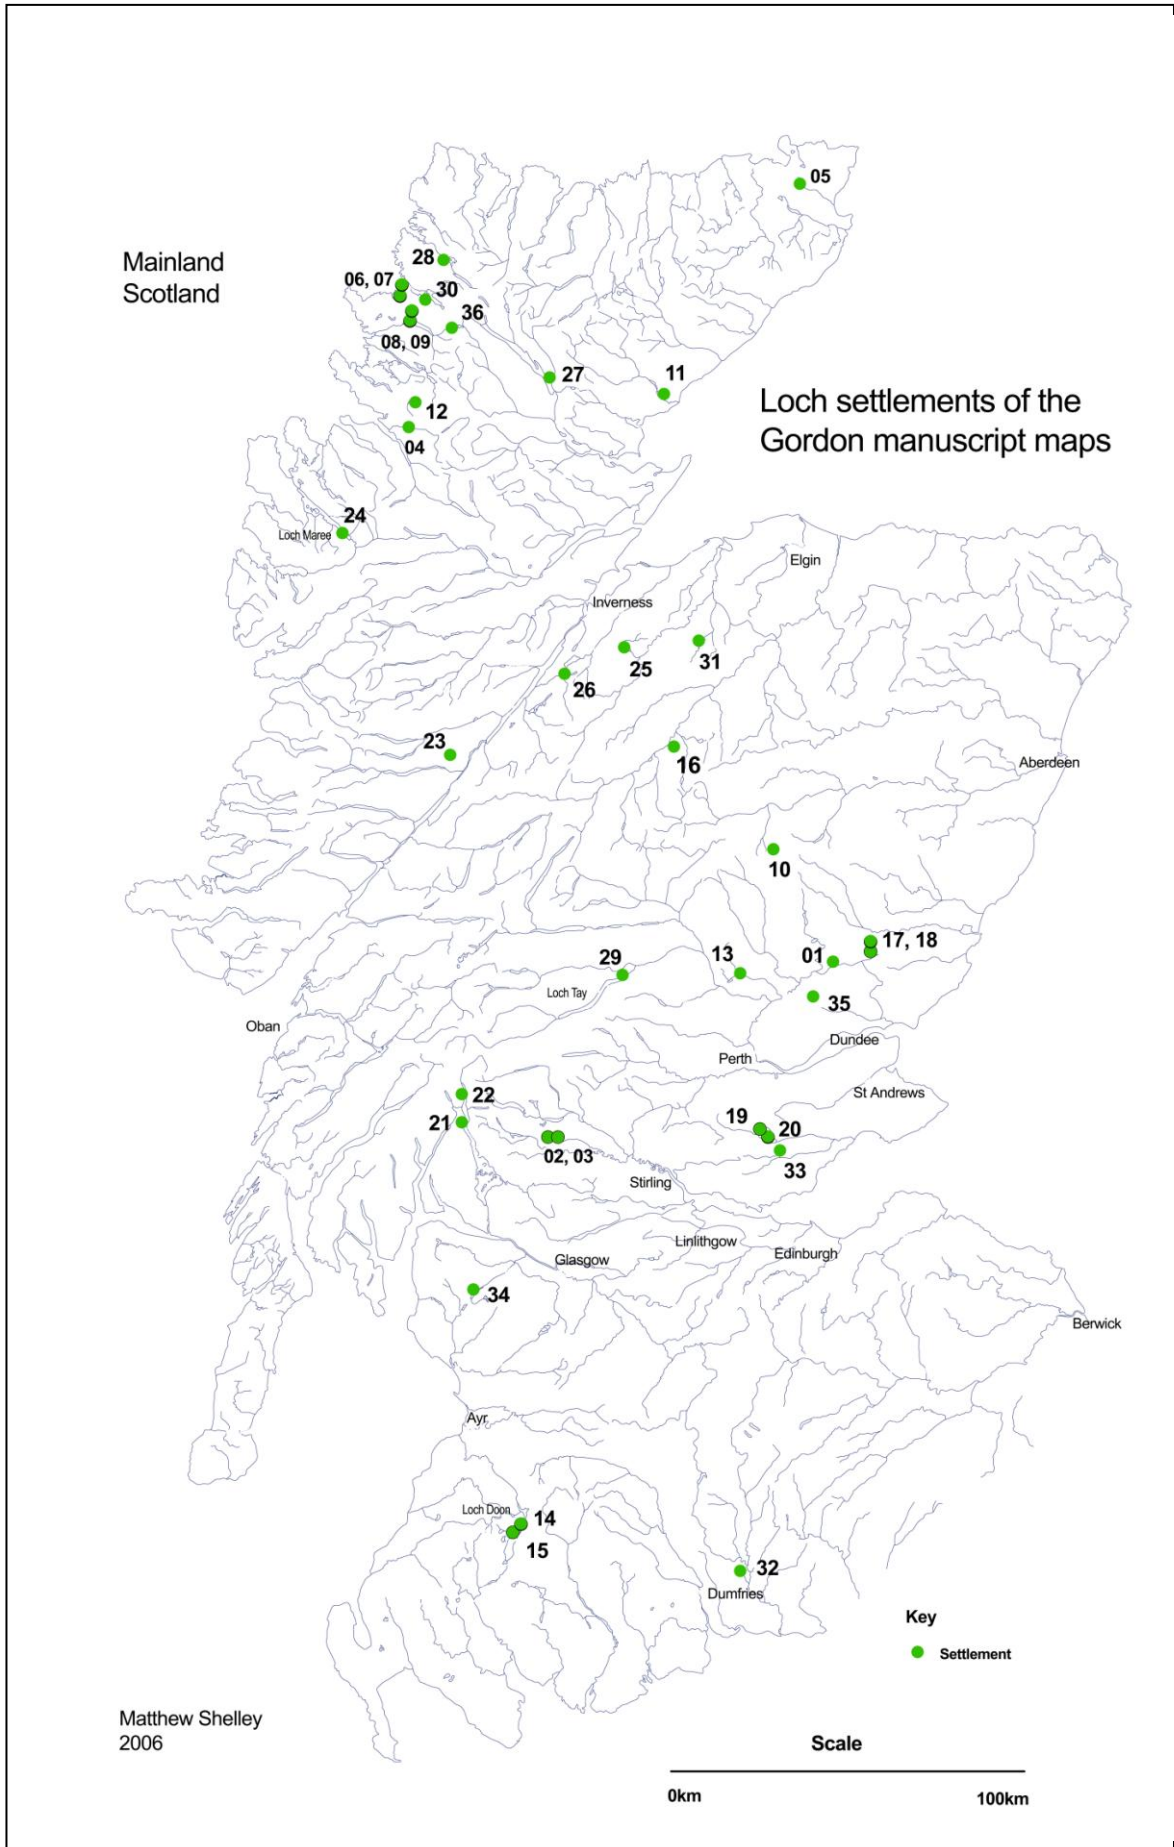 05
Mainland
Scotland
28
06, 07
30
36
08, 09
27
11
12
04
Loch settlements of the
Gordon manuscript maps
24
Loch Maree
Elgin
Inverness
25
31
26
23
16
Aberdeen
10
17, 18
01
13
29
Loch Tay
35
Oban
Dundee
Perth
22
St Andrews
21
19
20
02, 03
33
Stirling
Linlithgow
Edinburgh
Glasgow
34
Berwick
Ayr
Loch Doon
14
15
32
Dumfries
Key
Settlement
Matthew Shelley
2006
Scale
0km
100km